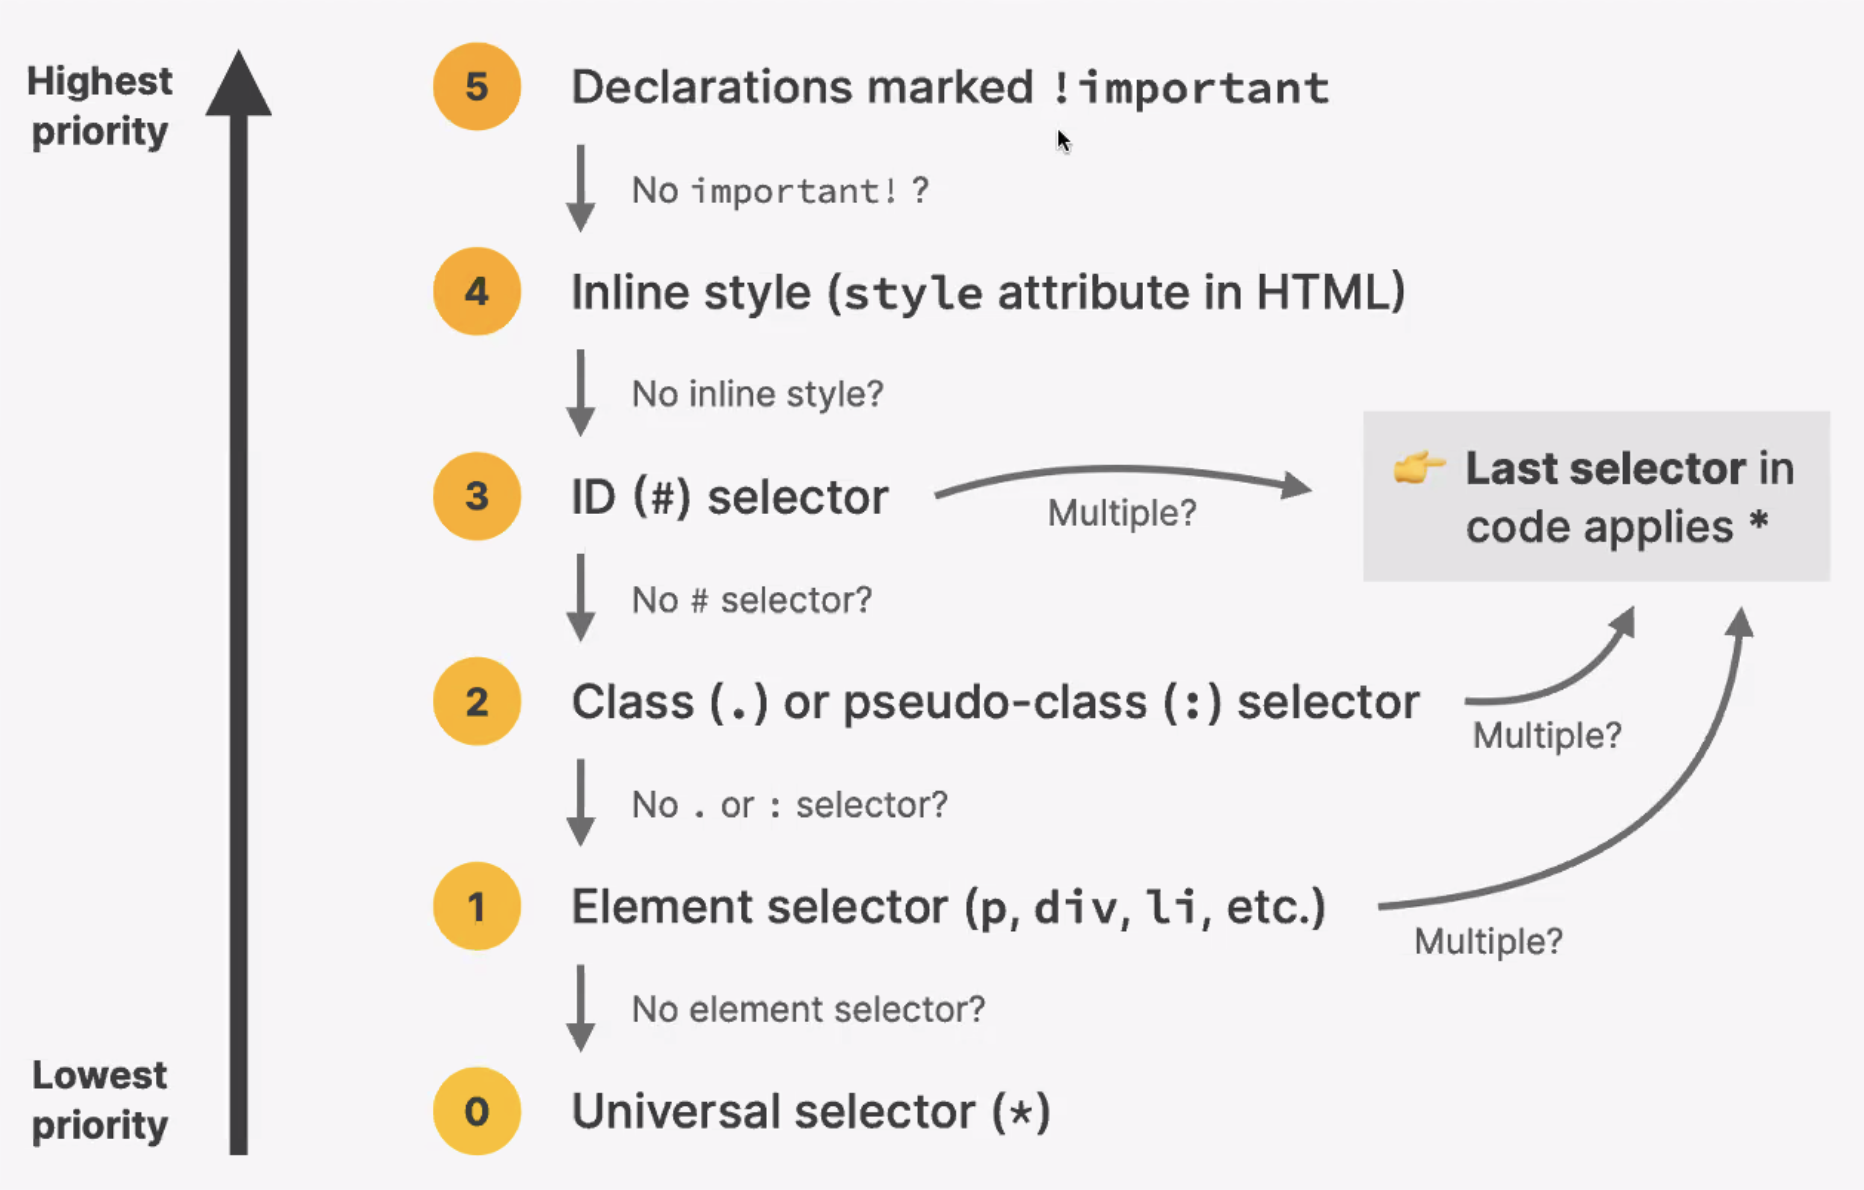 Highest
priority
5 Declarations marked !important
No important! ?
4 Inline style (style attribute in HTML)
No inline style?
3 ID (#) selector
Multiple?
👉 Last selector in
code applies *
No # selector?
2 Class (.) or pseudo-class (:) selector
Multiple?
No . or : selector?
1 Element selector (p, div, li, etc.)
Multiple?
No element selector?
Lowest
priority
0 Universal selector (*)